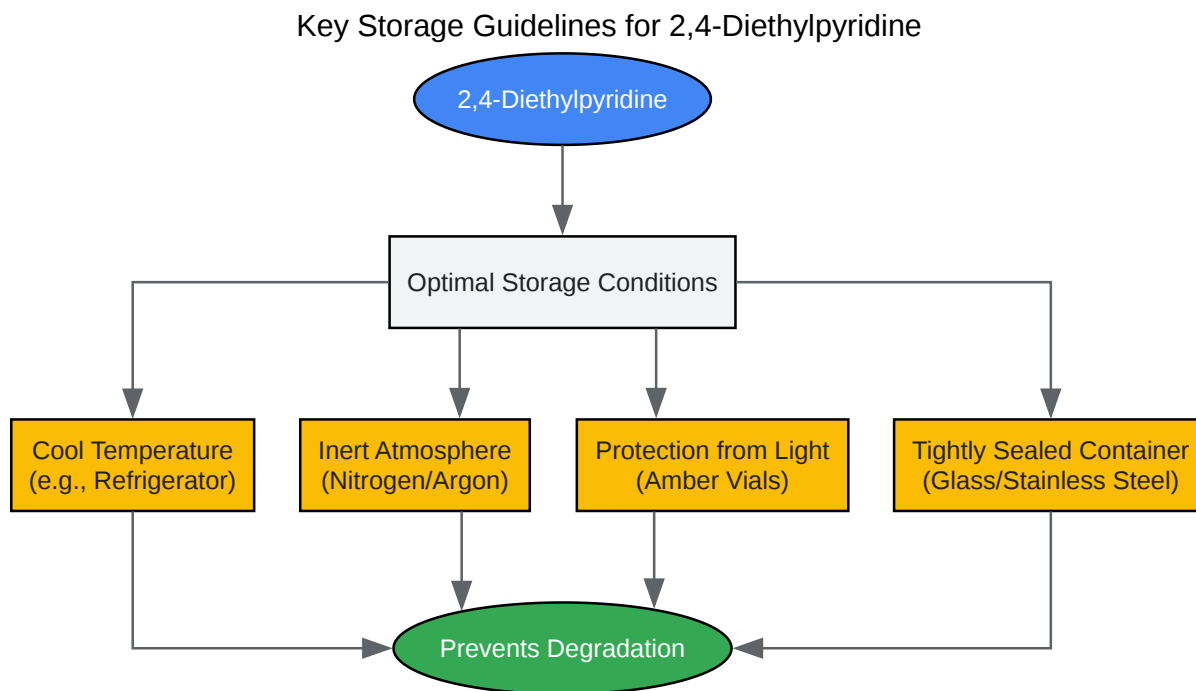 Key Storage Guidelines for 2,4-Diethylpyridine
2,4-Diethylpyridine
Optimal Storage Conditions
Cool Temperature
(e.g., Refrigerator)
Inert Atmosphere
(Nitrogen/Argon)
Protection from Light
(Amber Vials)
Tightly Sealed Container
(Glass/Stainless Steel)
Prevents Degradation